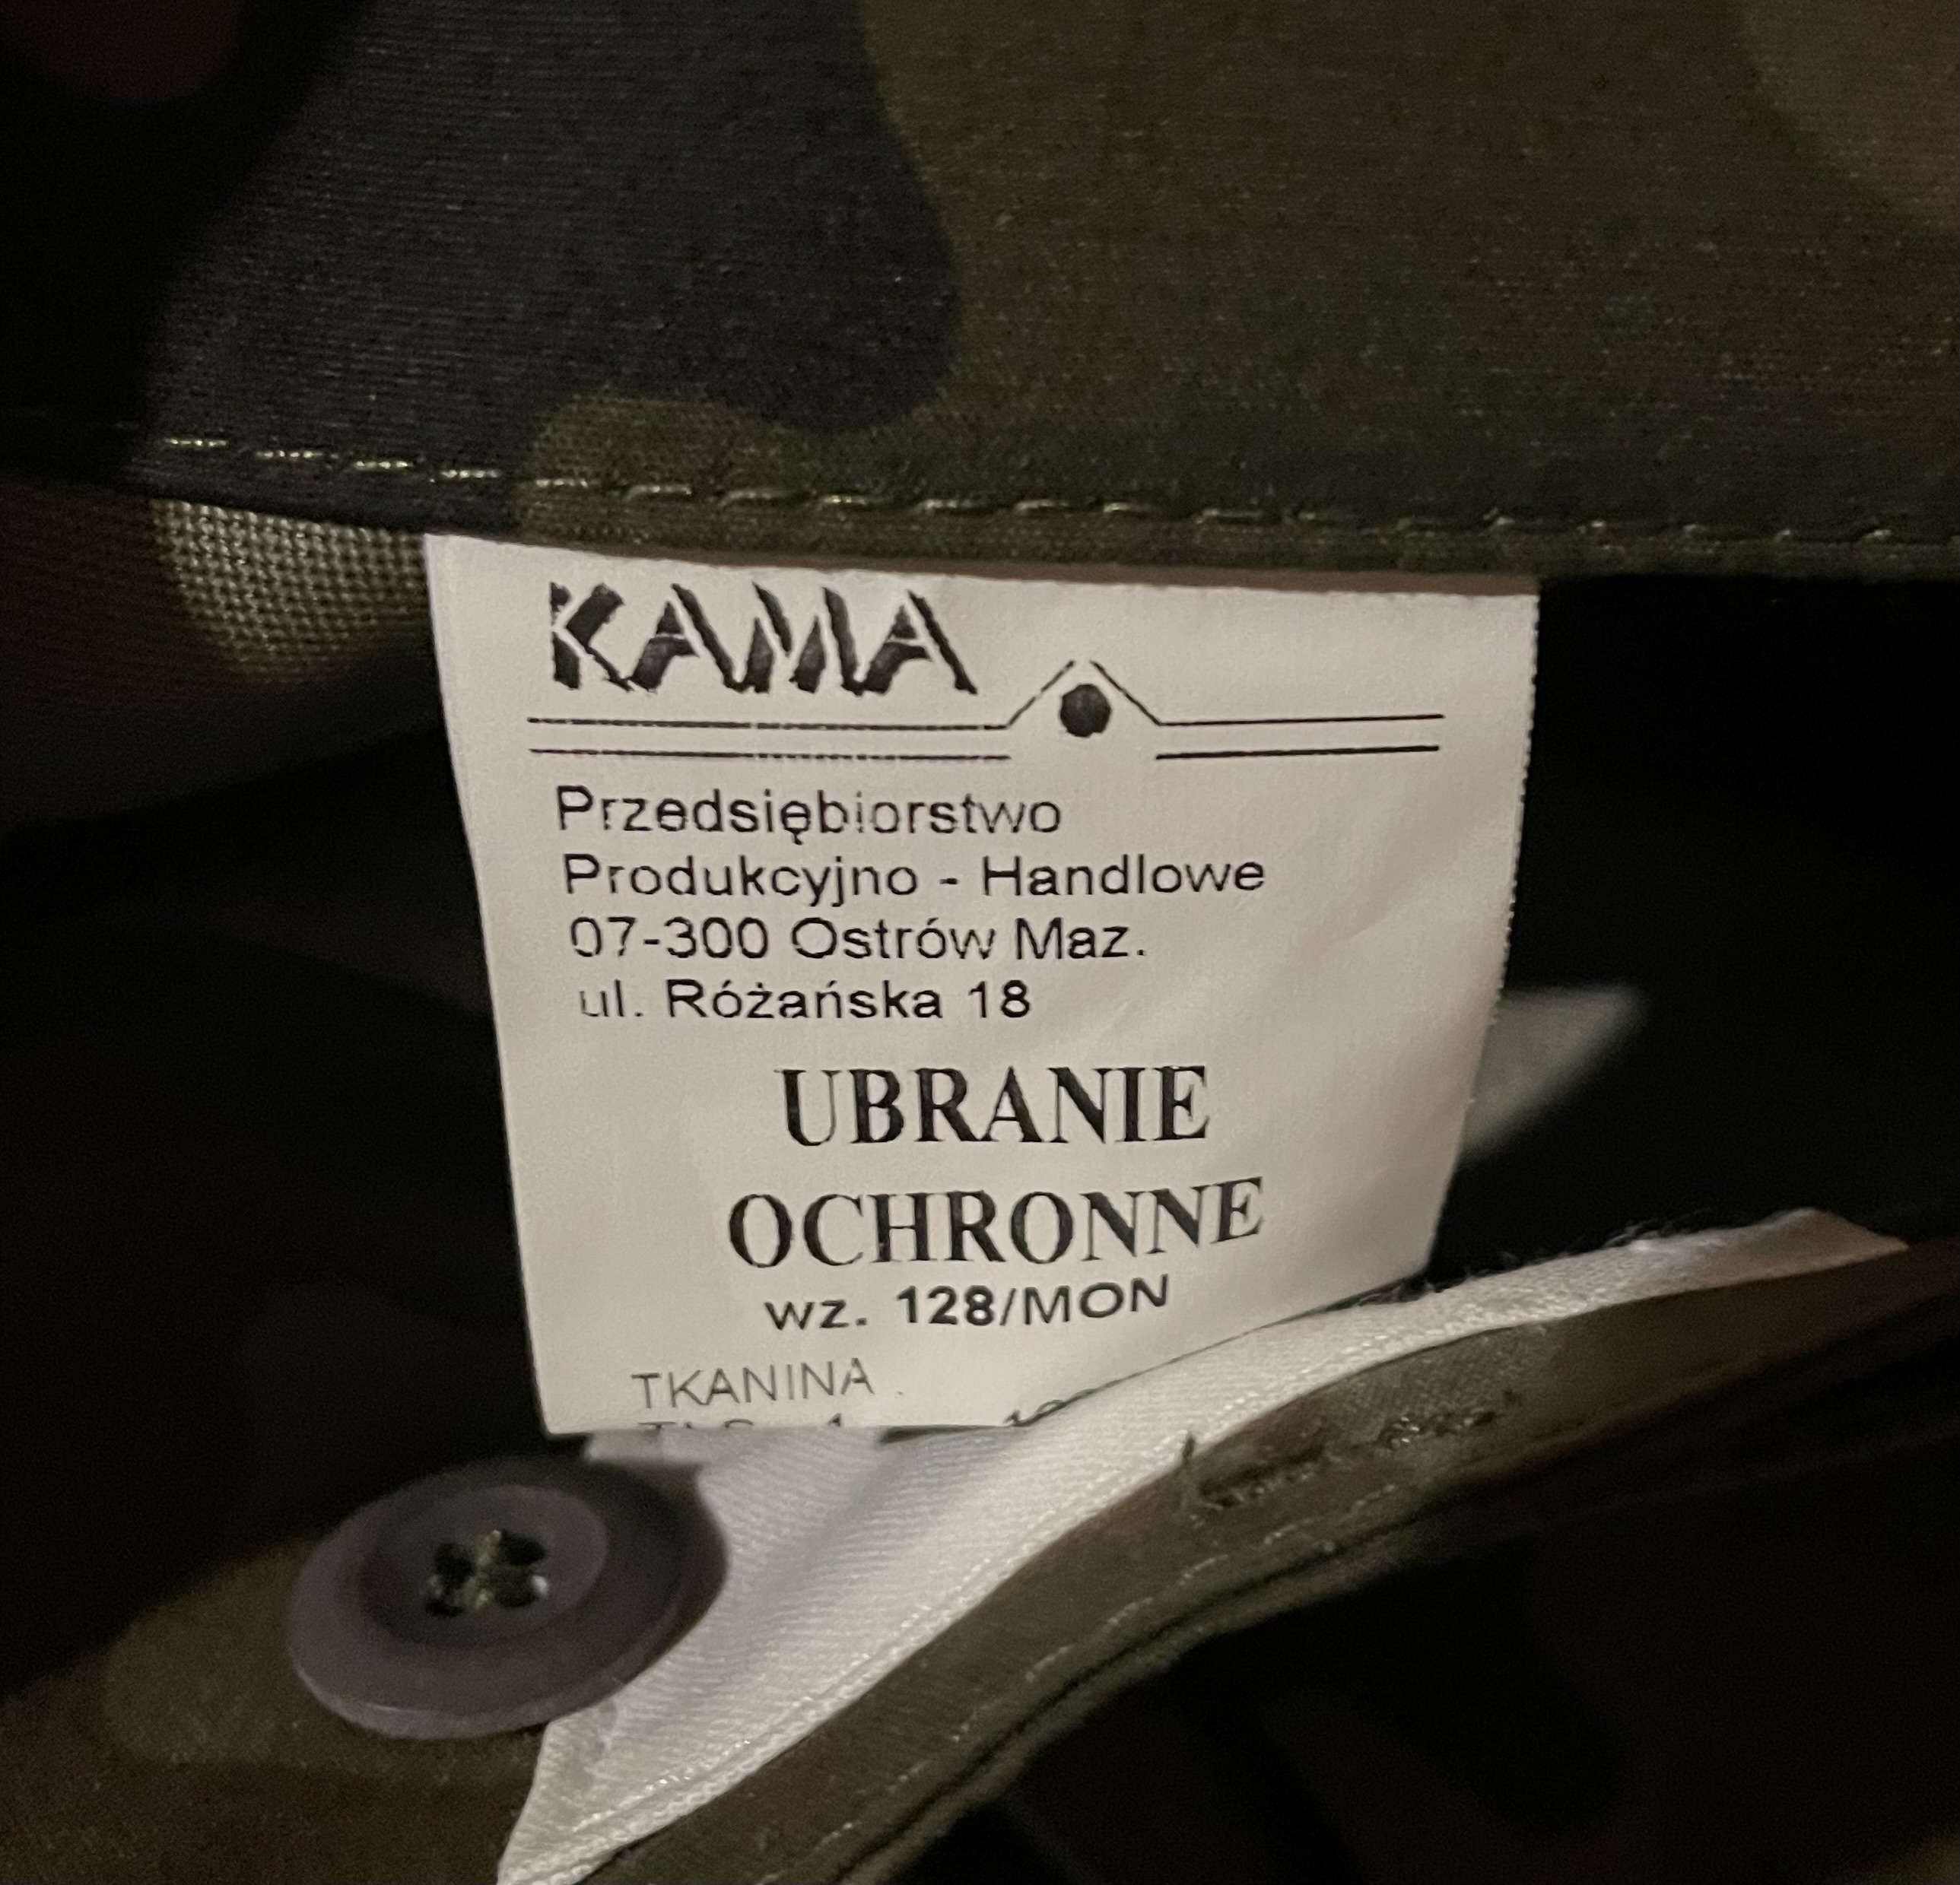 KAMA
Przedsiębiorstwo
Produkcyjno - Handlowe
07-300 Ostrów Maz.
ul. Różańska 18
UBRANIE
OCHRONNE
wz. 128/MON
TKANINA